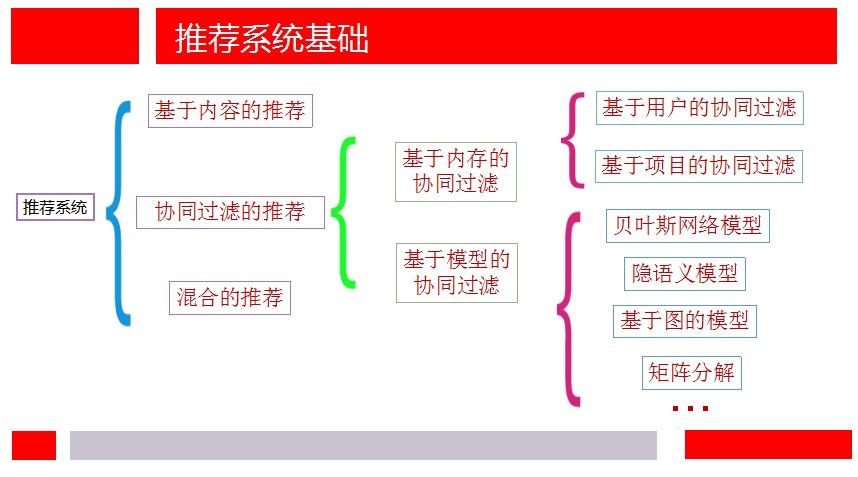 推荐系统基础
推荐系统
基于内容的推荐
协同过滤的推荐
混合的推荐
基于内存的
协同过滤
基于模型的
协同过滤
基于用户的协同过滤
基于项目的协同过滤
贝叶斯网络模型
隐语义模型
基于图的模型
矩阵分解
...